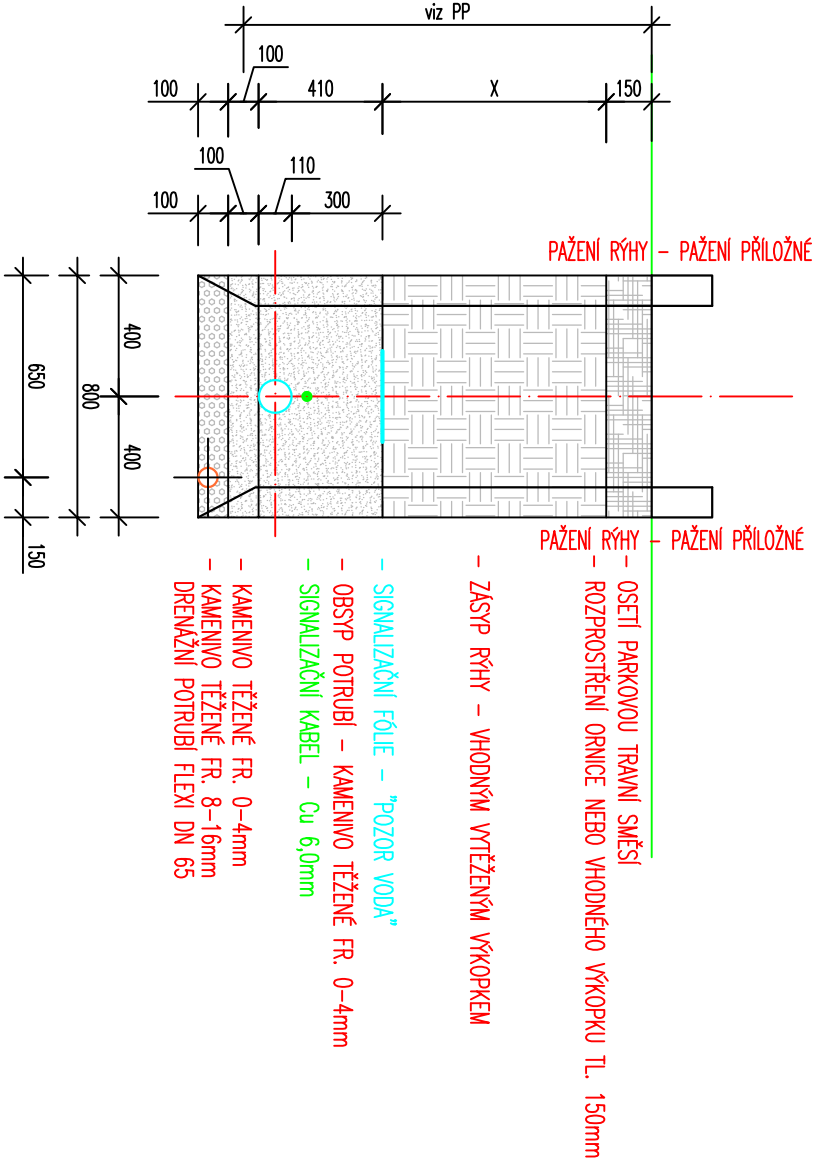 viz PP
100
100
410
X
150
100
110
100
300
PAŽENÍ RÝHY - PAŽENÍ PŘÍLOŽNÉ
400
650
800
400
150
PAŽENÍ RÝHY - PAŽENÍ PŘÍLOŽNÉ
- OSETÍ PARKOVOU TRAVNÍ SMĚSÍ
- ROZPROSTŘENÍ ORNICE NEBO VHODNÉHO VÝKOPKU TL. 150mm
- ZÁSYP RÝHY - VHODNÝM VYTĚŽENÝM VÝKOPKEM
- SIGNALIZAČNÍ FÓLIE - "POZOR VODA"
- OBSYP POTRUBÍ - KAMENIVO TĚŽENÉ FR. 0-4mm
- SIGNALIZAČNÍ KABEL - Cu 6,0mm
- KAMENIVO TĚŽENÉ FR. 0-4mm
- KAMENIVO TĚŽENÉ FR. 8-16mm
DRENÁŽNÍ POTRUBÍ FLEXI DN 65